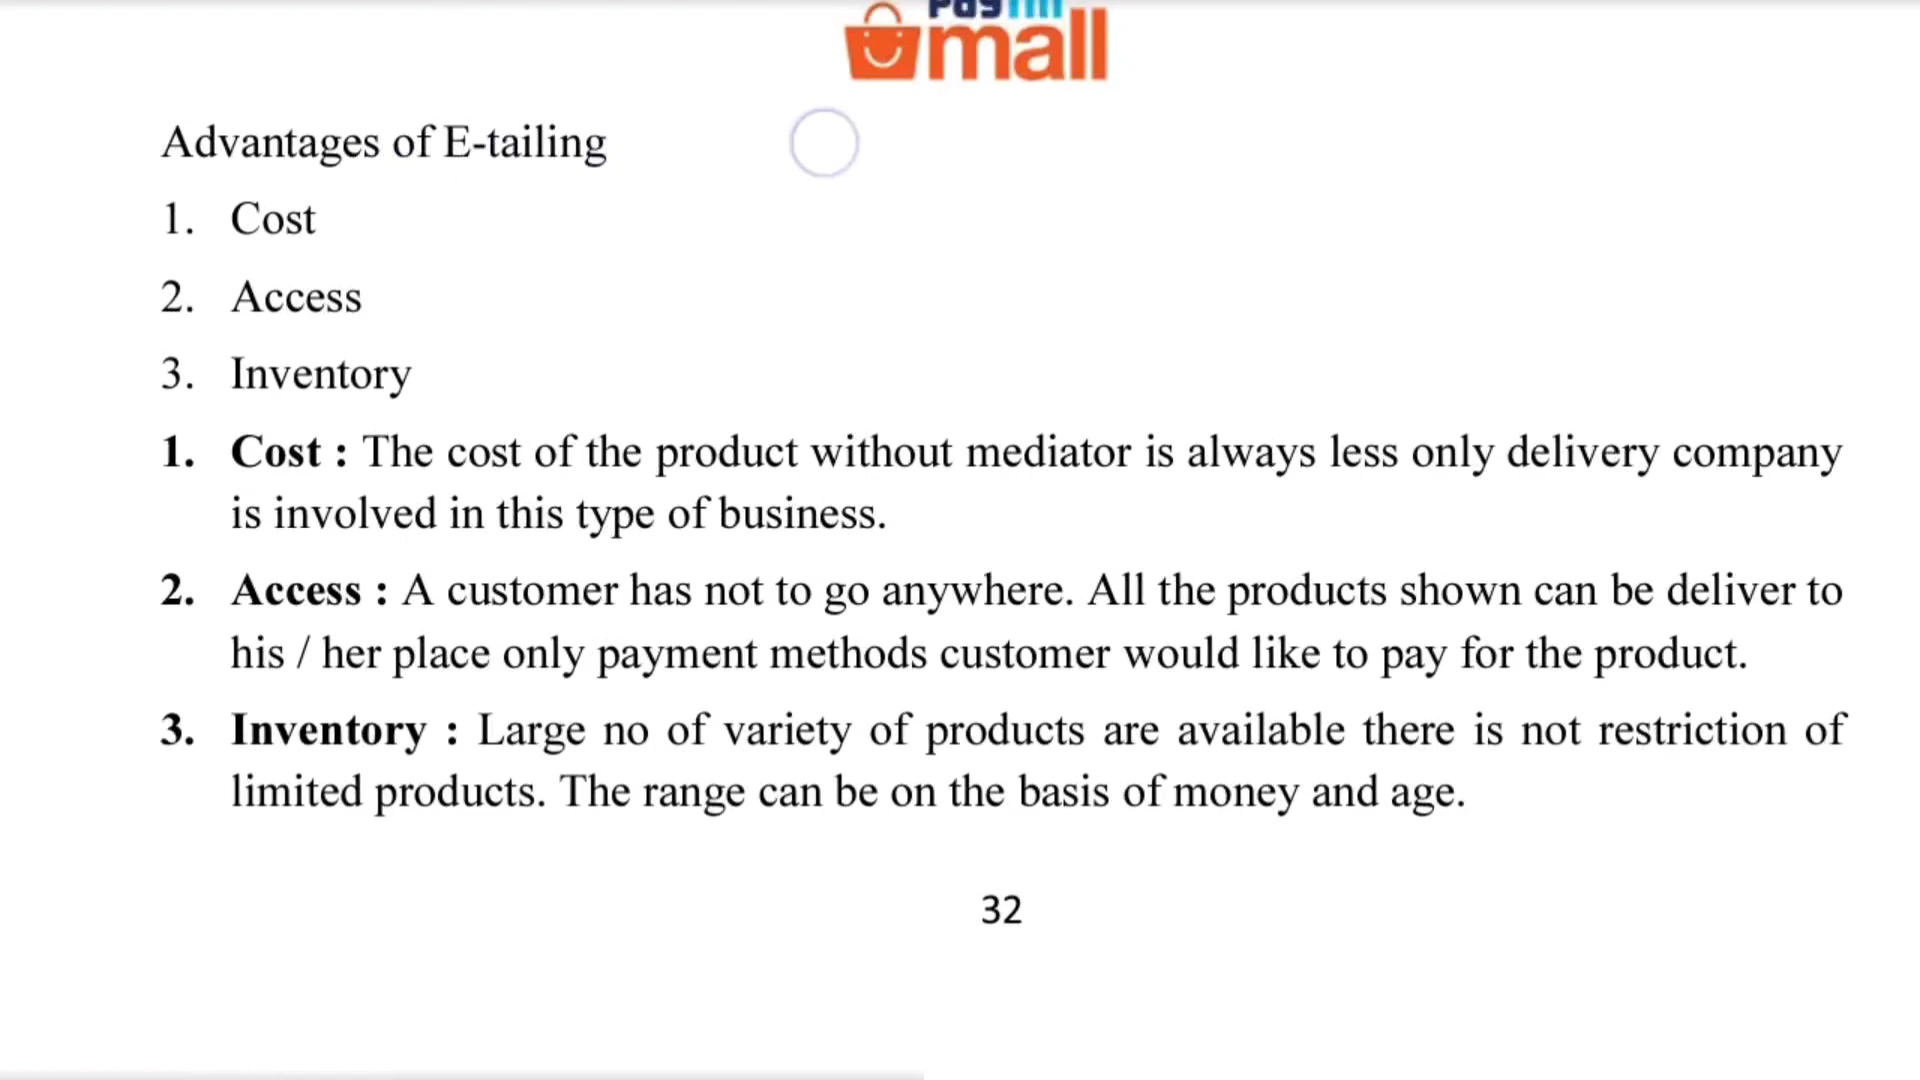 Paytm
mall
Advantages of E-tailing
1. Cost
2. Access
3. Inventory
1. Cost : The cost of the product without mediator is always less only delivery company
is involved in this type of business.
2. Access : A customer has not to go anywhere. All the products shown can be deliver to
his / her place only payment methods customer would like to pay for the product.
3. Inventory : Large no of variety of products are available there is not restriction of
limited products. The range can be on the basis of money and age.
32